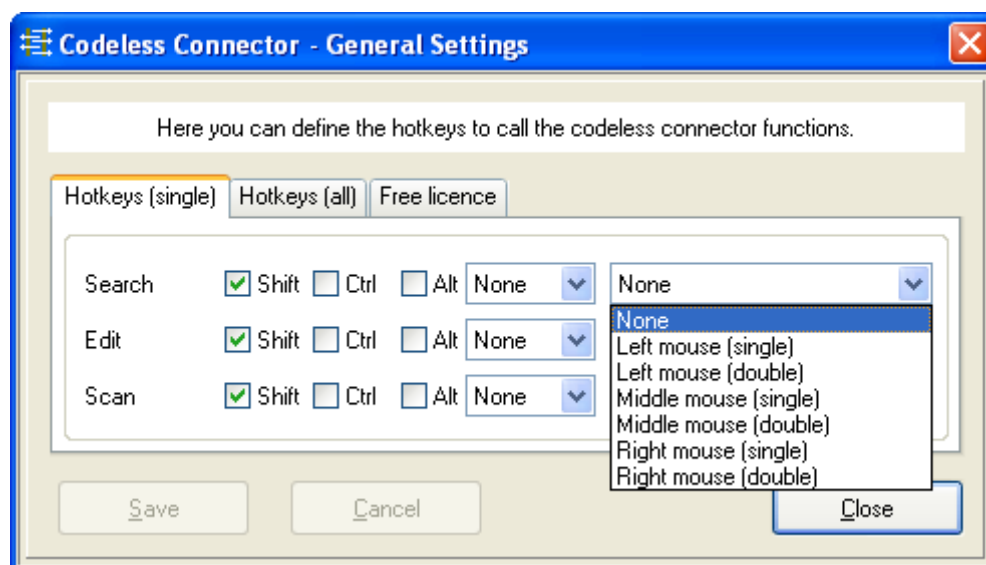 Codeless Connector - General Settings
Here you can define the hotkeys to call the codeless connector functions.
Hotkeys (single) Hotkeys (all) Free licence
Search Shift Ctrl Alt None None
None
Edit Shift Ctrl Alt None
Left mouse (single)
Left mouse (double)
Scan Shift Ctrl Alt None
Middle mouse (single)
Middle mouse (double)
Right mouse (single)
Right mouse (double)
Save Cancel Close